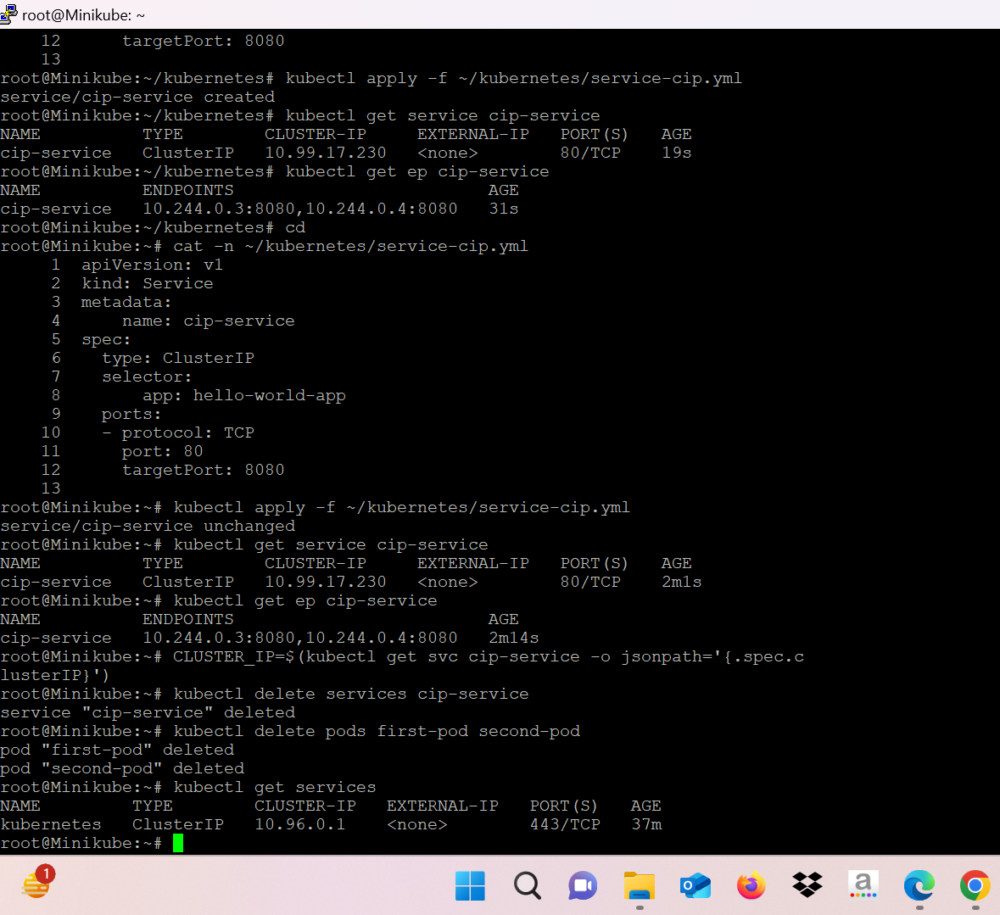 root@Minikube: ~
12      targetPort: 8080
13
root@Minikube:~/kubernetes# kubectl apply -f ~/kubernetes/service-cip.yml
service/cip-service created
root@Minikube:~/kubernetes# kubectl get service cip-service
NAME          TYPE        CLUSTER-IP     EXTERNAL-IP   PORT(S)   AGE
cip-service   ClusterIP   10.99.17.230   <none>        80/TCP    19s
root@Minikube:~/kubernetes# kubectl get ep cip-service
NAME          ENDPOINTS                         AGE
cip-service   10.244.0.3:8080,10.244.0.4:8080   31s
root@Minikube:~/kubernetes# cd
root@Minikube:~# cat -n ~/kubernetes/service-cip.yml
1  apiVersion: v1
2  kind: Service
3  metadata:
4      name: cip-service
5  spec:
6    type: ClusterIP
7    selector:
8        app: hello-world-app
9    ports:
10    - protocol: TCP
11      port: 80
12      targetPort: 8080
13
root@Minikube:~# kubectl apply -f ~/kubernetes/service-cip.yml
service/cip-service unchanged
root@Minikube:~# kubectl get service cip-service
NAME          TYPE        CLUSTER-IP     EXTERNAL-IP   PORT(S)   AGE
cip-service   ClusterIP   10.99.17.230   <none>        80/TCP    2m1s
root@Minikube:~# kubectl get ep cip-service
NAME          ENDPOINTS                         AGE
cip-service   10.244.0.3:8080,10.244.0.4:8080   2m14s
root@Minikube:~# CLUSTER_IP=$(kubectl get svc cip-service -o jsonpath='{.spec.c
lusterIP}')
root@Minikube:~# kubectl delete services cip-service
service "cip-service" deleted
root@Minikube:~# kubectl delete pods first-pod second-pod
pod "first-pod" deleted
pod "second-pod" deleted
root@Minikube:~# kubectl get services
NAME         TYPE        CLUSTER-IP   EXTERNAL-IP   PORT(S)   AGE
kubernetes   ClusterIP   10.96.0.1    <none>        443/TCP   37m
root@Minikube:~#
1
a